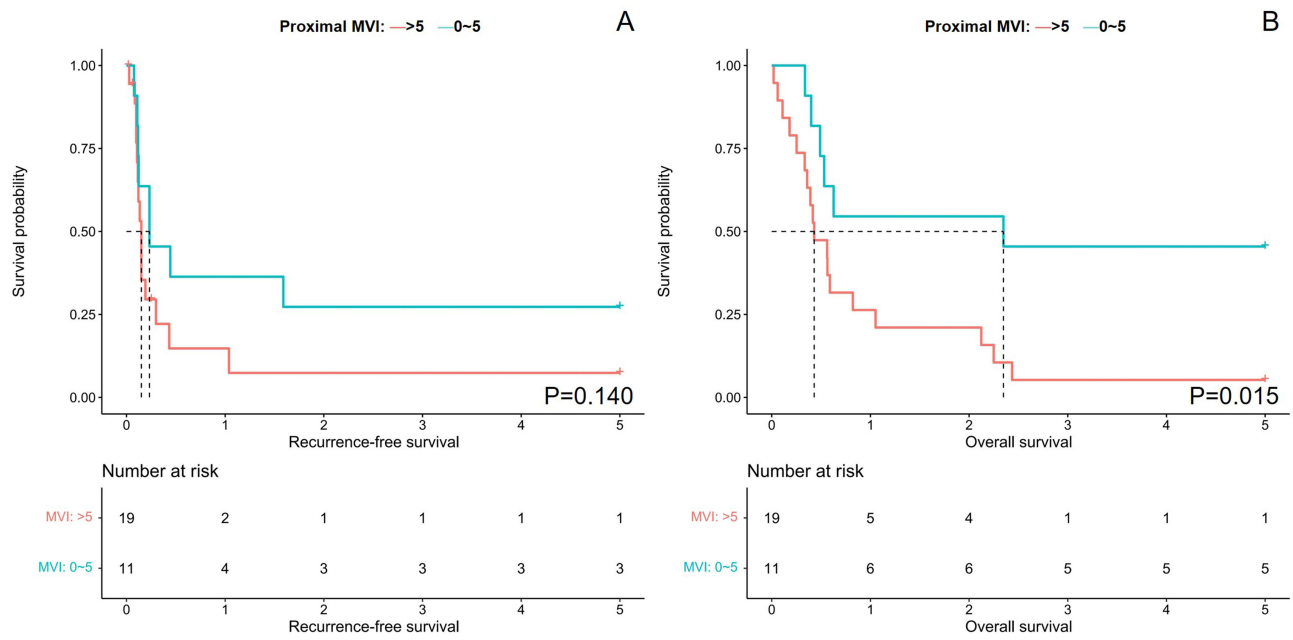 Proximal MVI: >5 0~5
A
Survival probability
1.00
0.75
0.50
0.25
0.00
P=0.140
0 1 2 3 4 5
Recurrence-free survival
Number at risk
MVI: >5 19 2 1 1 1 1
MVI: 0~5 11 4 3 3 3 3
0 1 2 3 4 5
Recurrence-free survival
Proximal MVI: >5 0~5
B
Survival probability
1.00
0.75
0.50
0.25
0.00
P=0.015
0 1 2 3 4 5
Overall survival
Number at risk
MVI: >5 19 5 4 1 1 1
MVI: 0~5 11 6 6 5 5 5
0 1 2 3 4 5
Overall survival